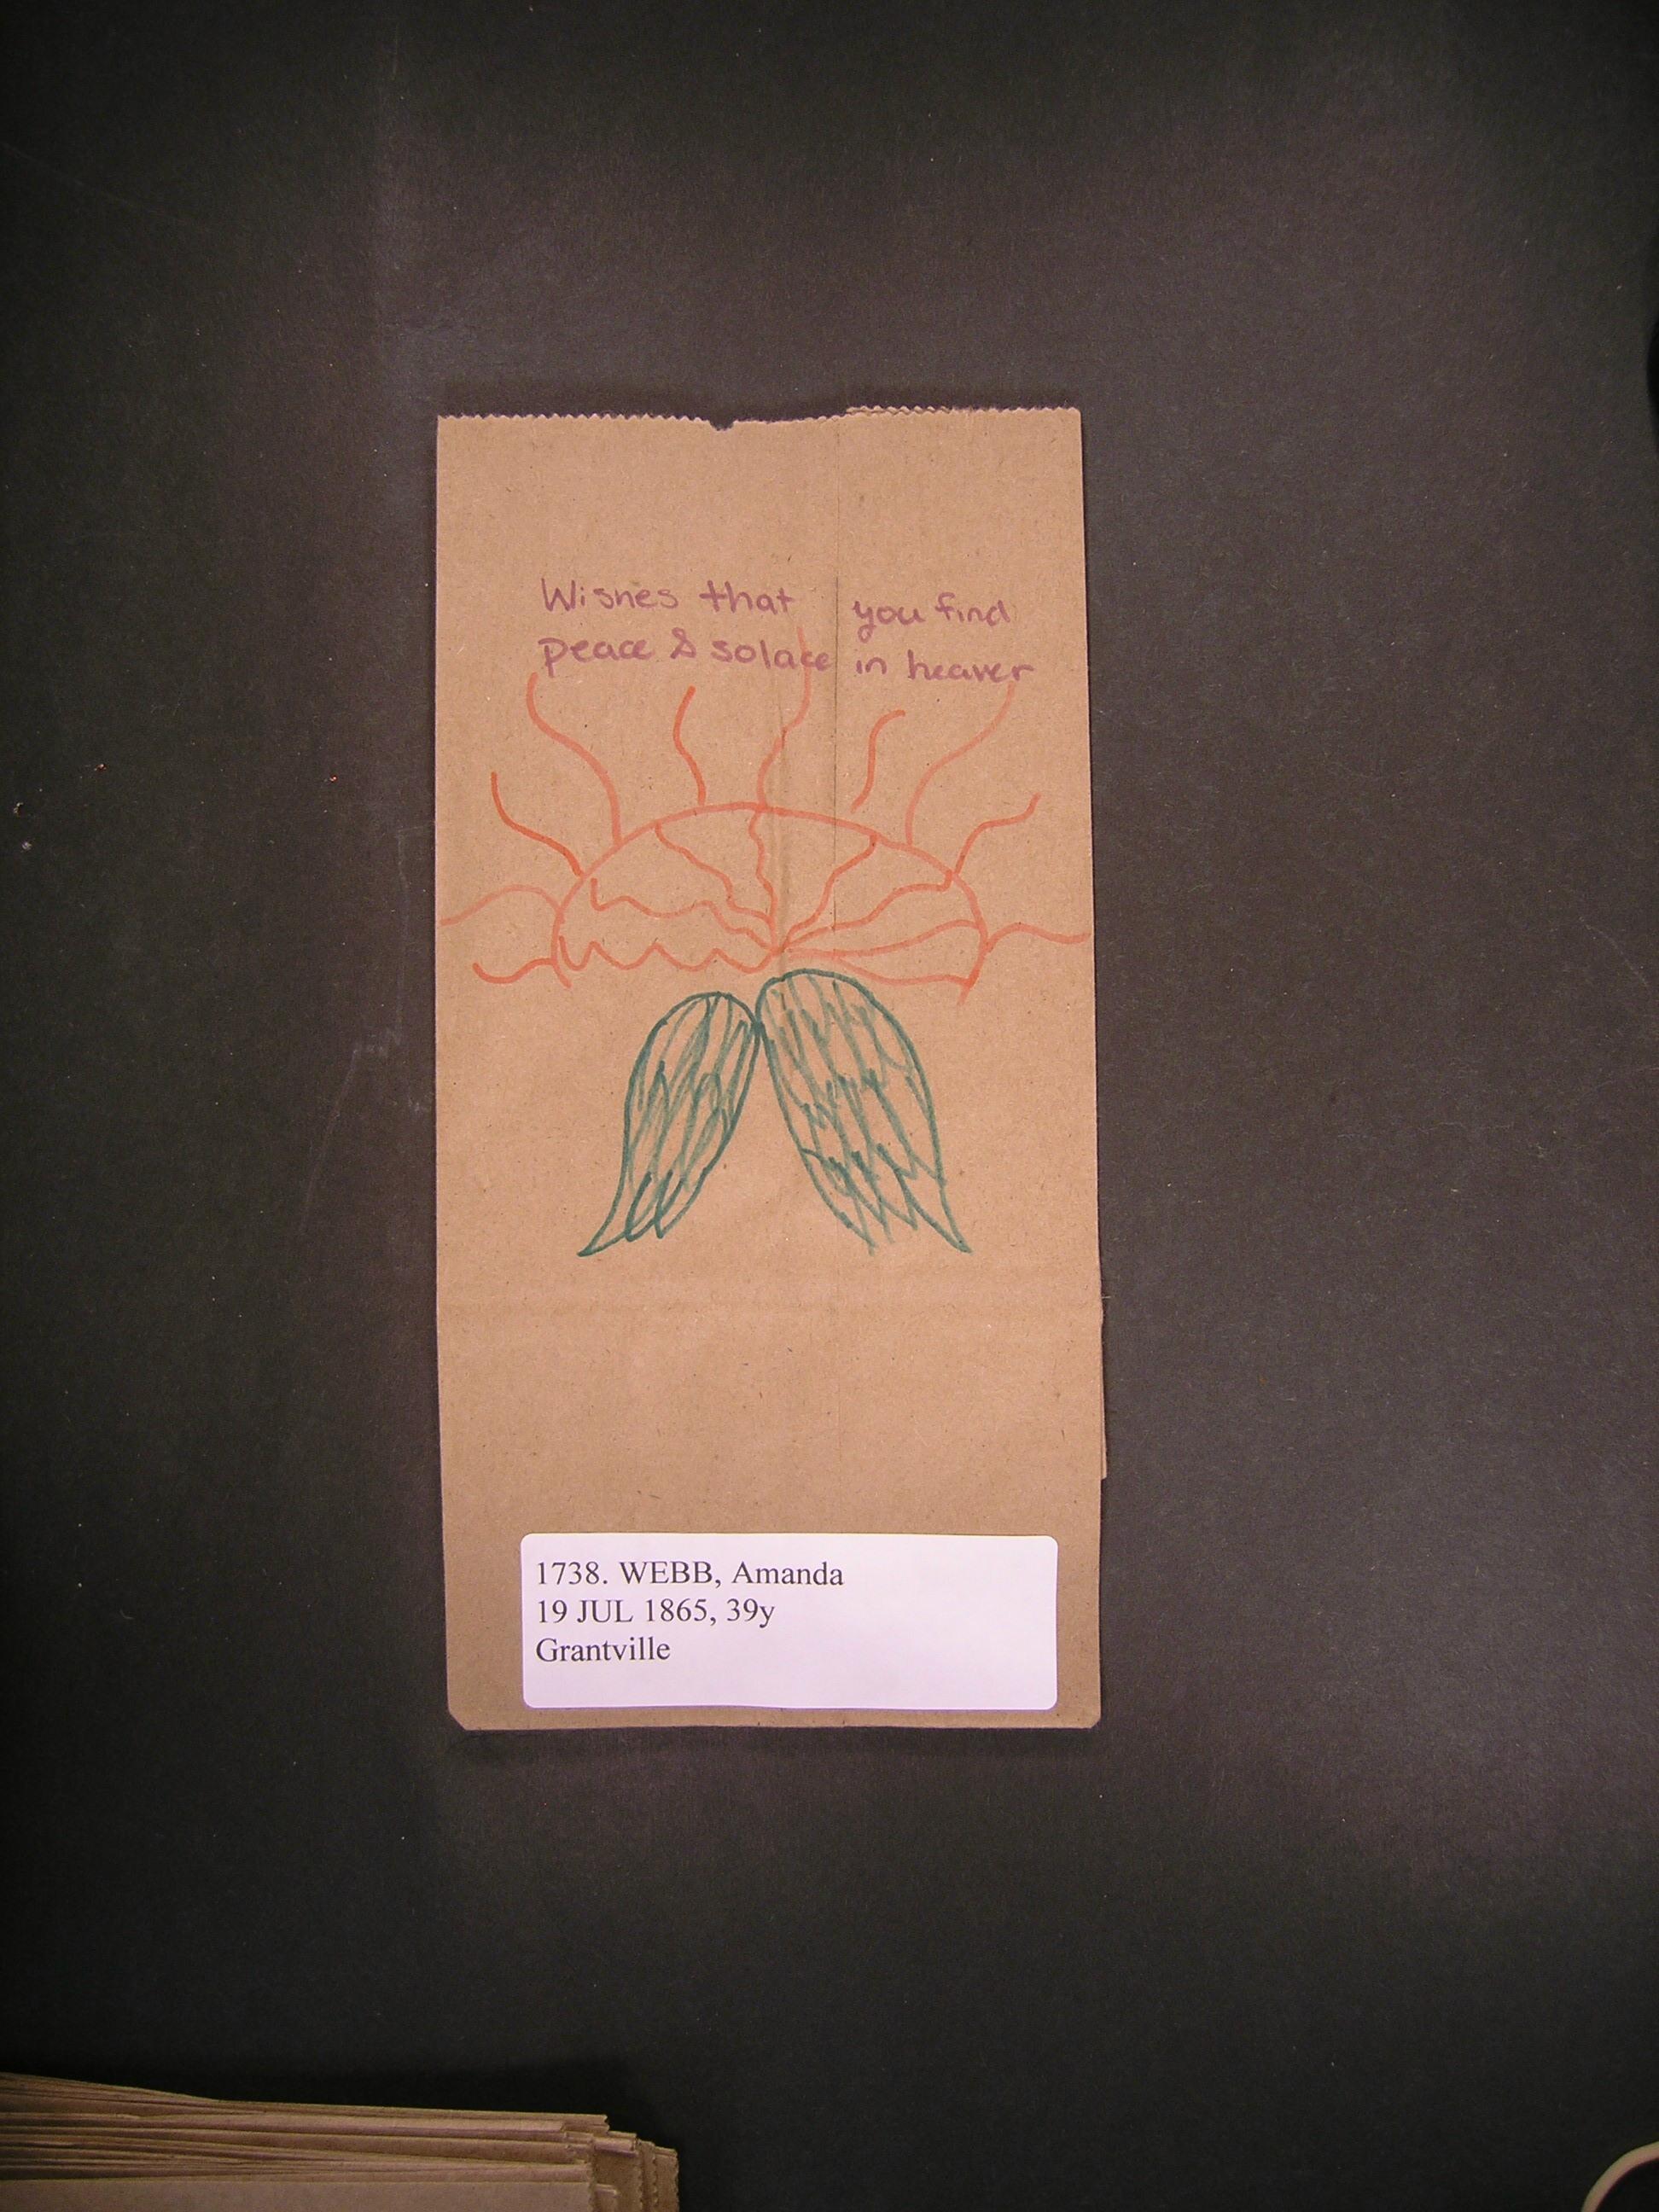 Wishes that you find
peace & solace in heaven
1738. WEBB, Amanda
19 JUL 1865, 39y
Grantville